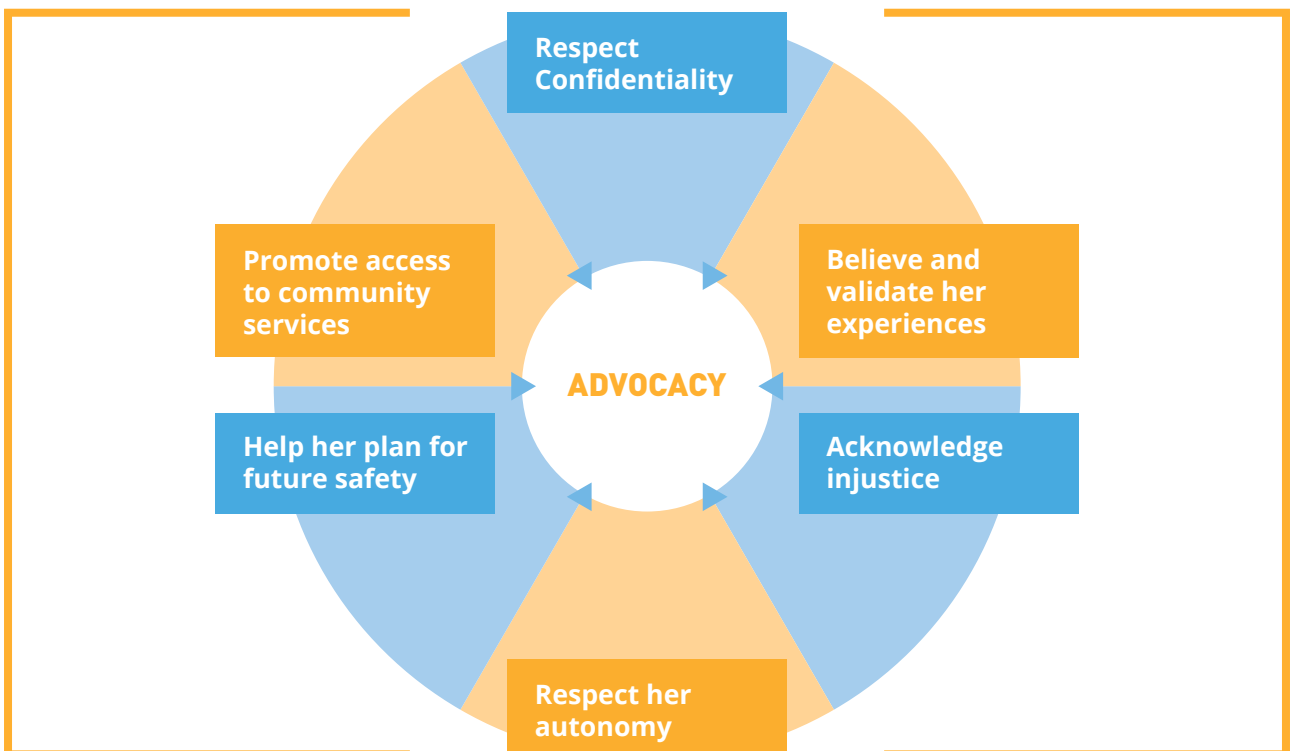 Respect
Confidentiality
Promote access
to community
services
Believe and
validate her
experiences
ADVOCACY
Help her plan for
future safety
Acknowledge
injustice
Respect her
autonomy